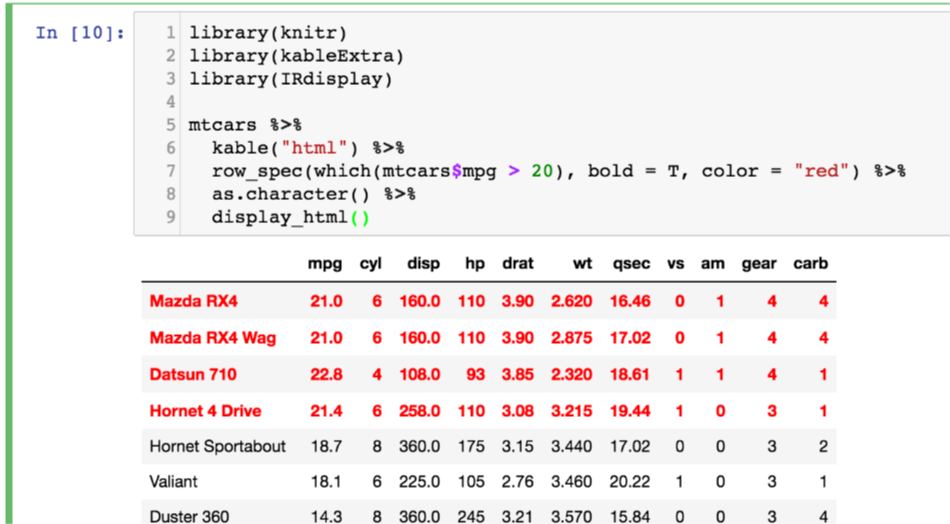 In [10]:
1 library(knitr)
2 library(kableExtra)
3 library(IRdisplay)
4
5 mtcars %>%
6   kable("html") %>%
7   row_spec(which(mtcars$mpg > 20), bold = T, color = "red") %>%
8   as.character() %>%
9   display_html()
mpg cyl disp hp drat wt qsec vs am gear carb
Mazda RX4 21.0 6 160.0 110 3.90 2.620 16.46 0 1 4 4
Mazda RX4 Wag 21.0 6 160.0 110 3.90 2.875 17.02 0 1 4 4
Datsun 710 22.8 4 108.0 93 3.85 2.320 18.61 1 1 4 1
Hornet 4 Drive 21.4 6 258.0 110 3.08 3.215 19.44 1 0 3 1
Hornet Sportabout 18.7 8 360.0 175 3.15 3.440 17.02 0 0 3 2
Valiant 18.1 6 225.0 105 2.76 3.460 20.22 1 0 3 1
Duster 360 14.3 8 360.0 245 3.21 3.570 15.84 0 0 3 4